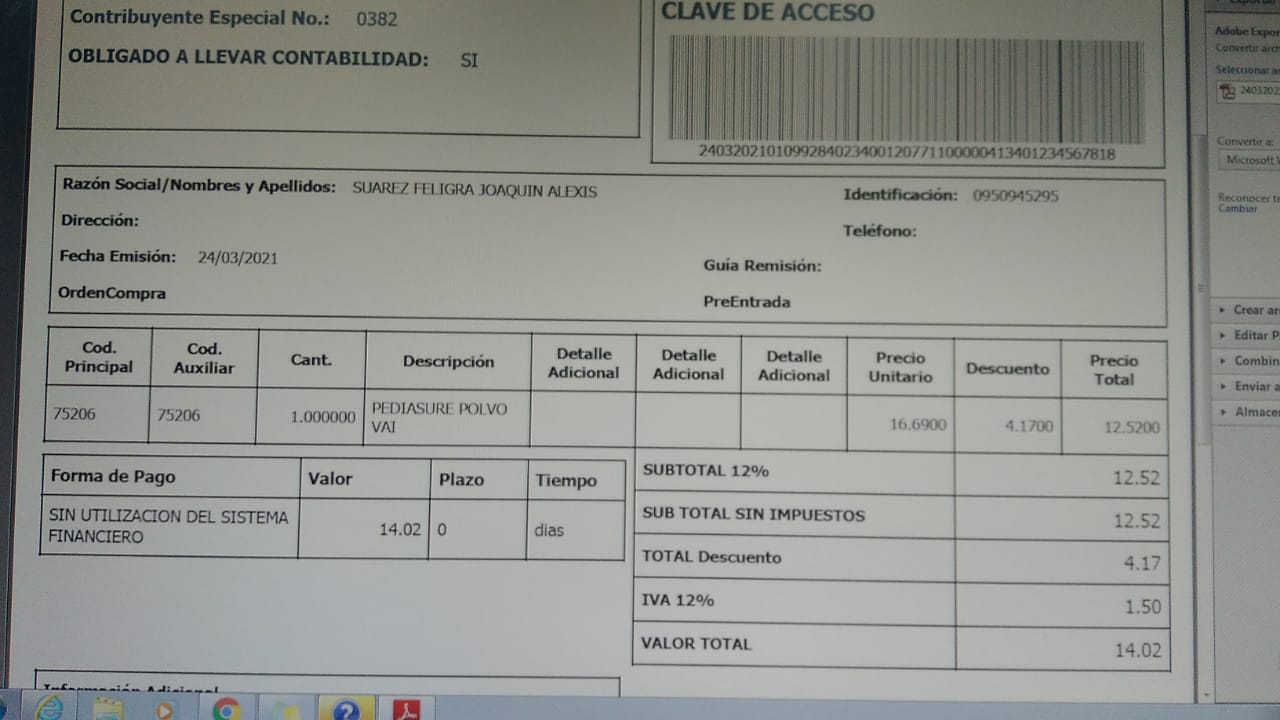 Contribuyente Especial No.: 0382
OBLIGADO A LLEVAR CONTABILIDAD: SI
CLAVE DE ACCESO
2403202101099284023400120771100000413401234567818
Razón Social/Nombres y Apellidos: SUAREZ FELIGRA JOAQUIN ALEXIS
Identificación: 0950945295
Dirección:
Teléfono:
Fecha Emisión: 24/03/2021
Guía Remisión:
OrdenCompra
PreEntrada
Cod. Principal Cod. Auxiliar Cant. Descripción Detalle Adicional Detalle Adicional Detalle Adicional Precio Unitario Descuento Precio Total
75206 75206 1.000000 PEDIASURE POLVO VAI 16.6900 4.1700 12.5200
Forma de Pago Valor Plazo Tiempo
SIN UTILIZACION DEL SISTEMA FINANCIERO 14.02 0 dias
SUBTOTAL 12% 12.52
SUB TOTAL SIN IMPUESTOS 12.52
TOTAL Descuento 4.17
IVA 12% 1.50
VALOR TOTAL 14.02
Información Adicional
Adobe Expor
Convertir arch
Seleccionar a
2403202
Convertir a:
Microsoft
Reconocer te
Cambiar
Crear ar
Editar P
Combin
Enviar a
Almace